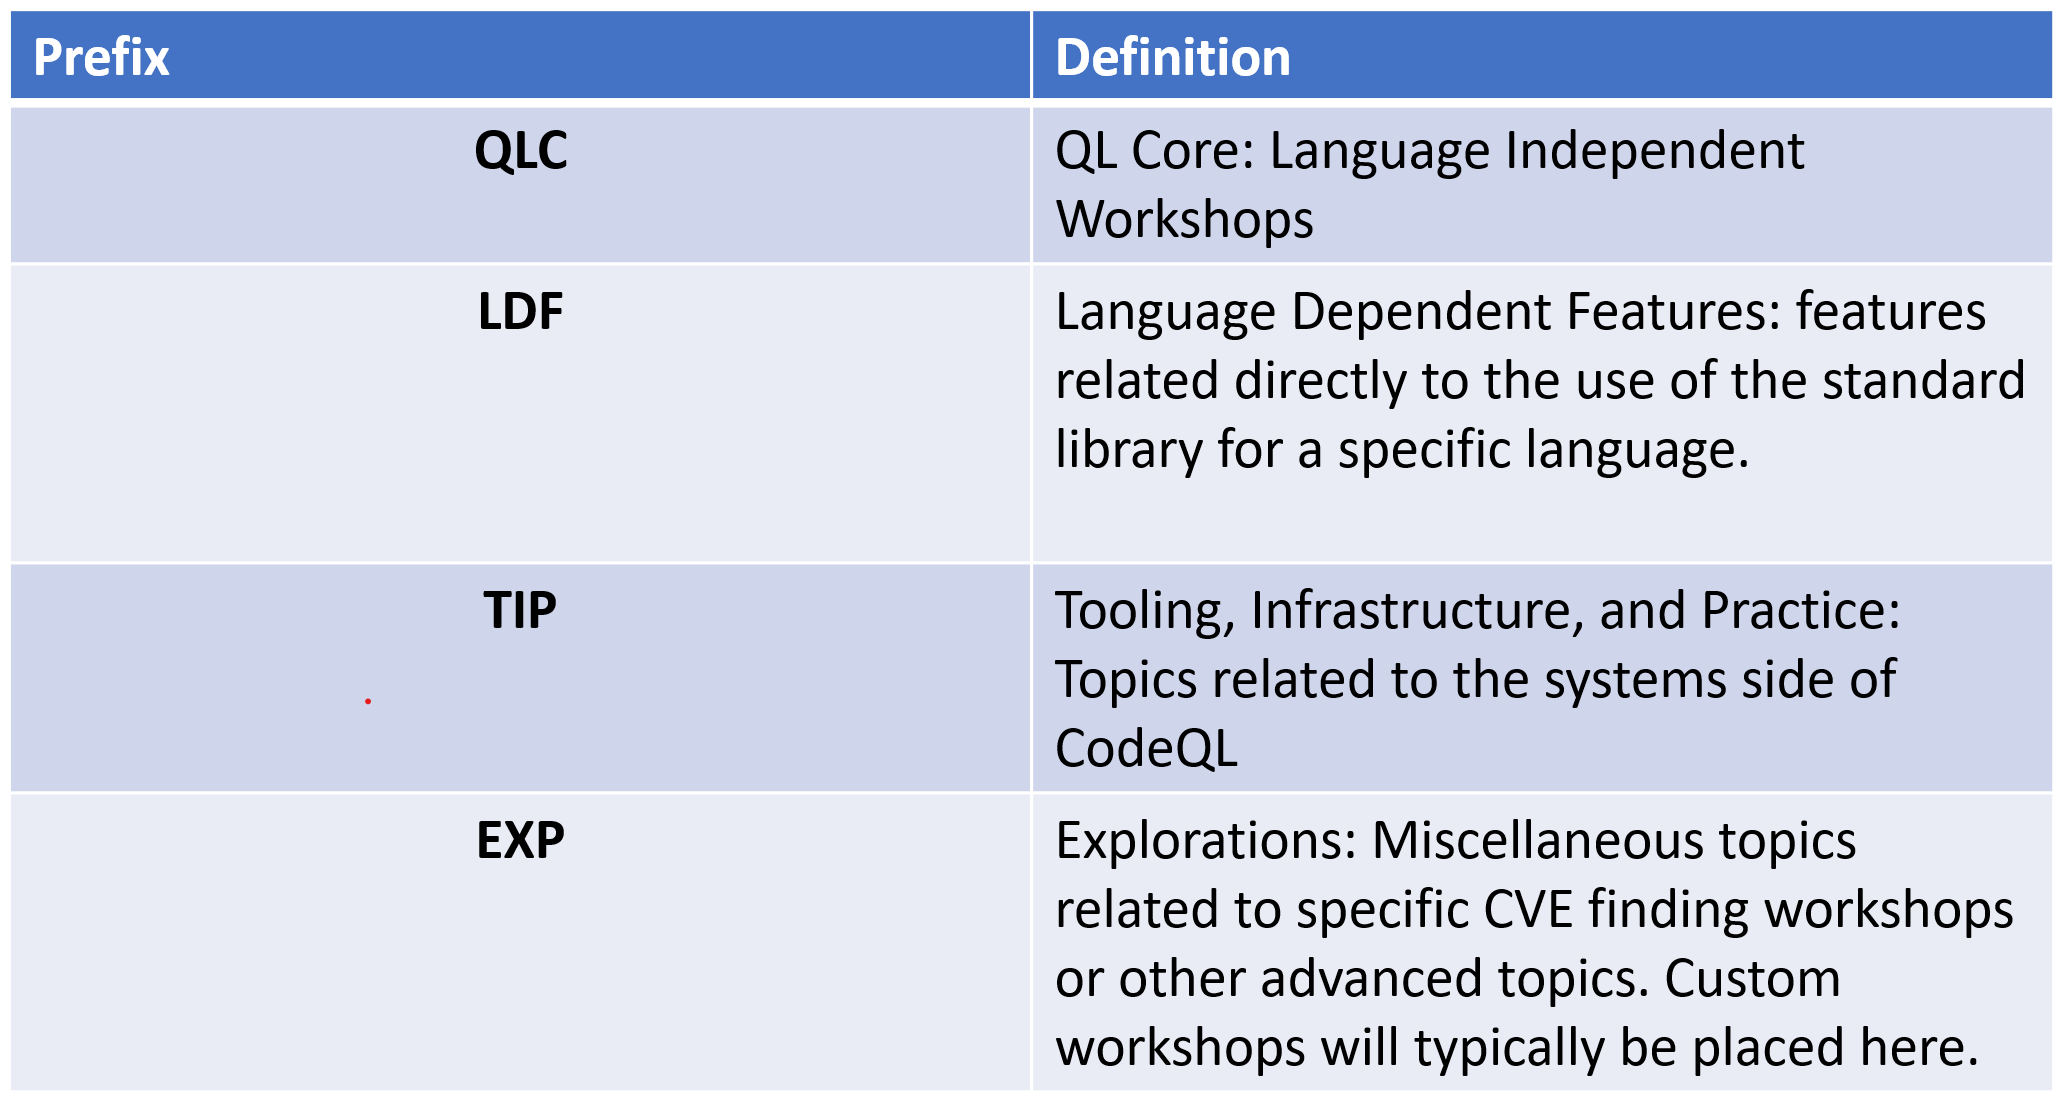 Prefix
Definition
QLC
QL Core: Language Independent
Workshops
LDF
Language Dependent Features: features
related directly to the use of the standard
library for a specific language.
TIP
Tooling, Infrastructure, and Practice:
Topics related to the systems side of
CodeQL
EXP
Explorations: Miscellaneous topics
related to specific CVE finding workshops
or other advanced topics. Custom
workshops will typically be placed here.